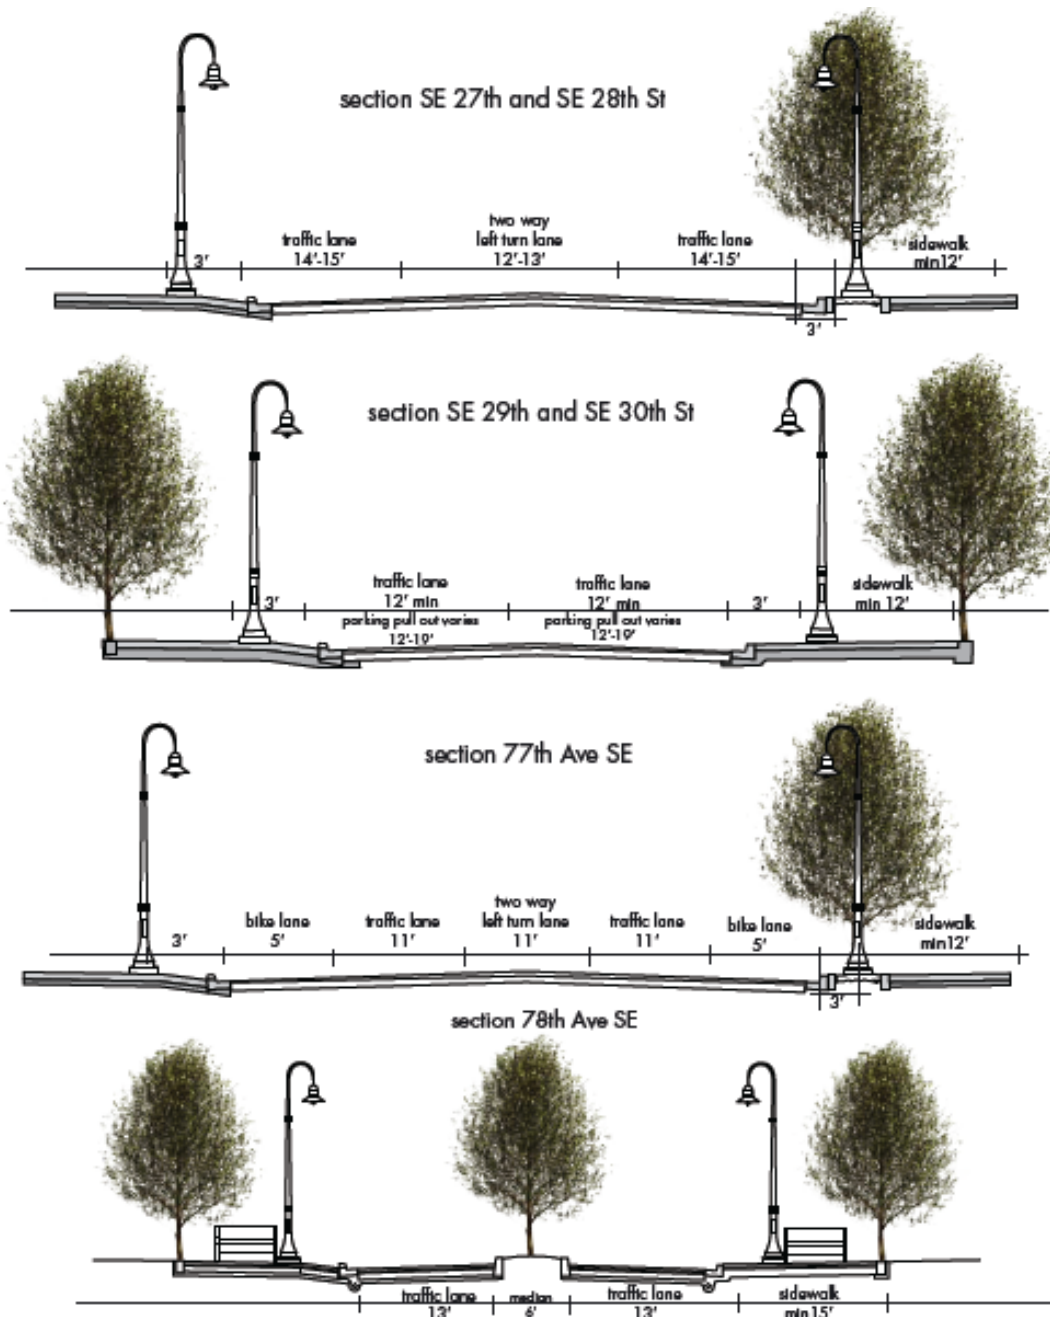 section SE 27th and SE 28th St
two way
traffic lane left turn lane traffic lane sidewalk
3' 14'-15' 12'-13' 14'-15' min12'
3'
section SE 29th and SE 30th St
traffic lane traffic lane sidewalk
3' 12' min 12' min 3' min 12'
parking pull out varies parking pull out varies
12'-19' 12'-19'
section 77th Ave SE
two way
bike lane traffic lane left turn lane traffic lane bike lane sidewalk
3' 5' 11' 11' 11' 5' min12'
3'
section 78th Ave SE
traffic lane median traffic lane sidewalk
13' 6' 13' min15'